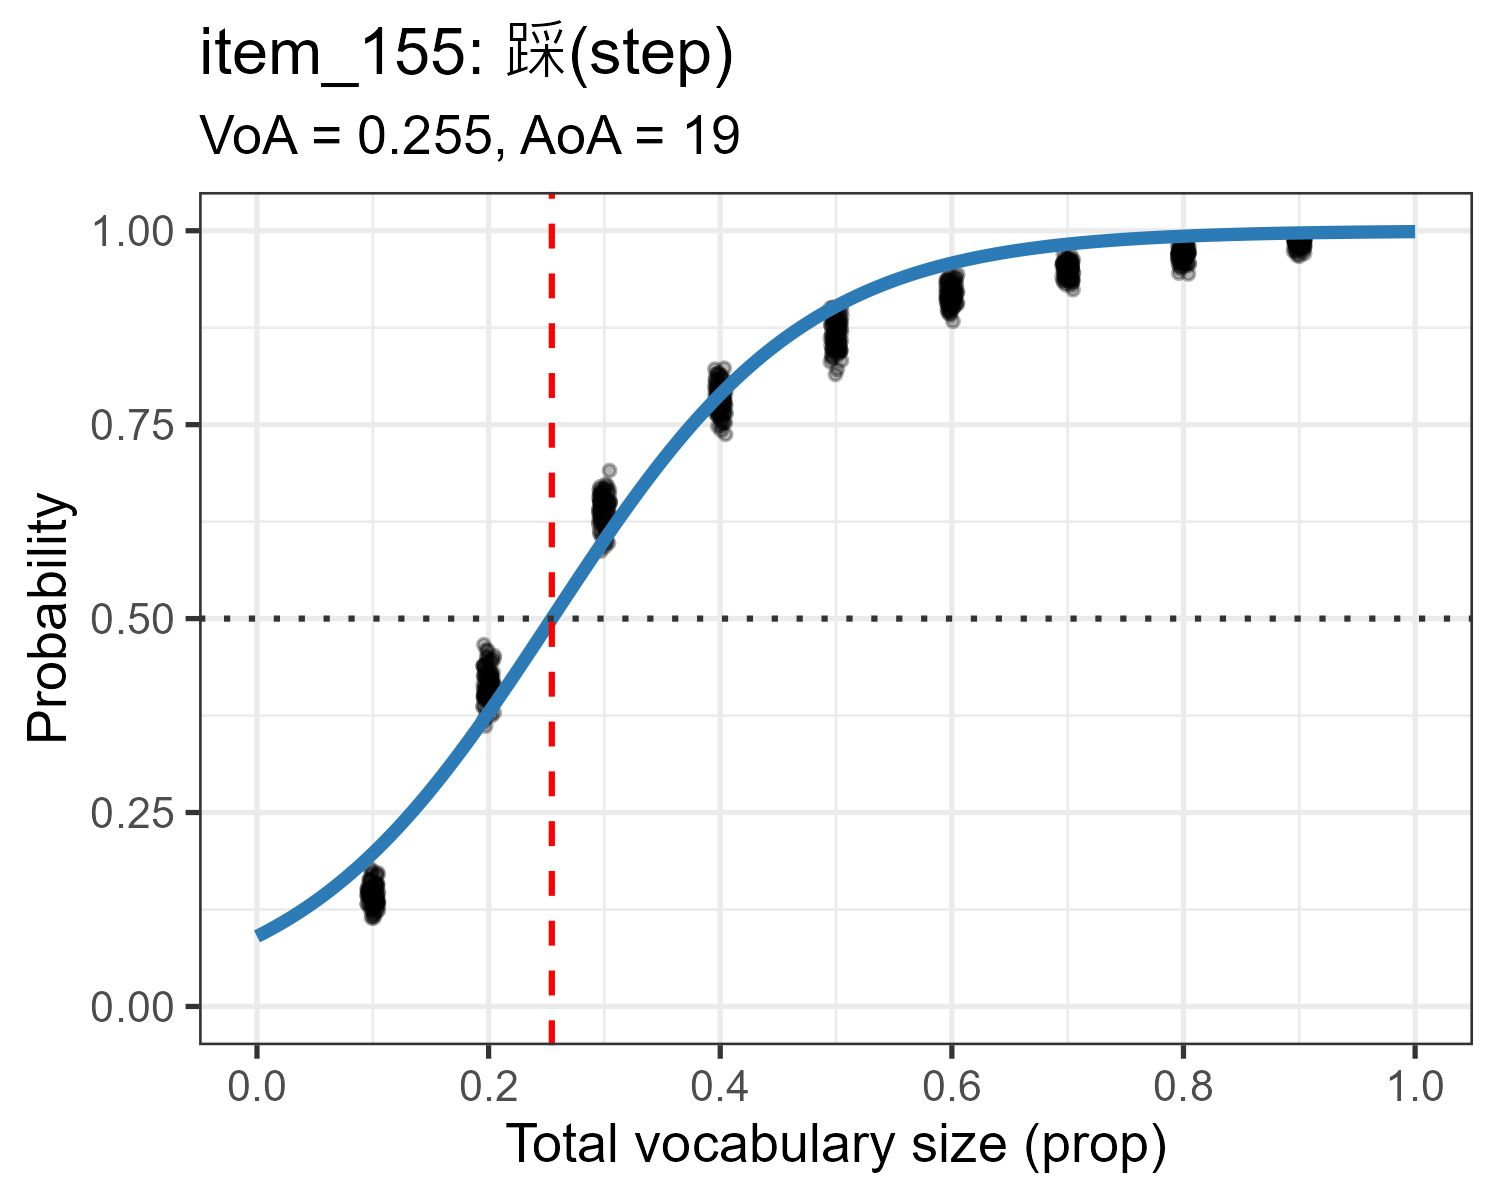 item_155: 踩(step)
VoA = 0.255, AoA = 19
1.00
0.75
0.50
0.25
0.00
Probability
0.0 0.2 0.4 0.6 0.8 1.0
Total vocabulary size (prop)